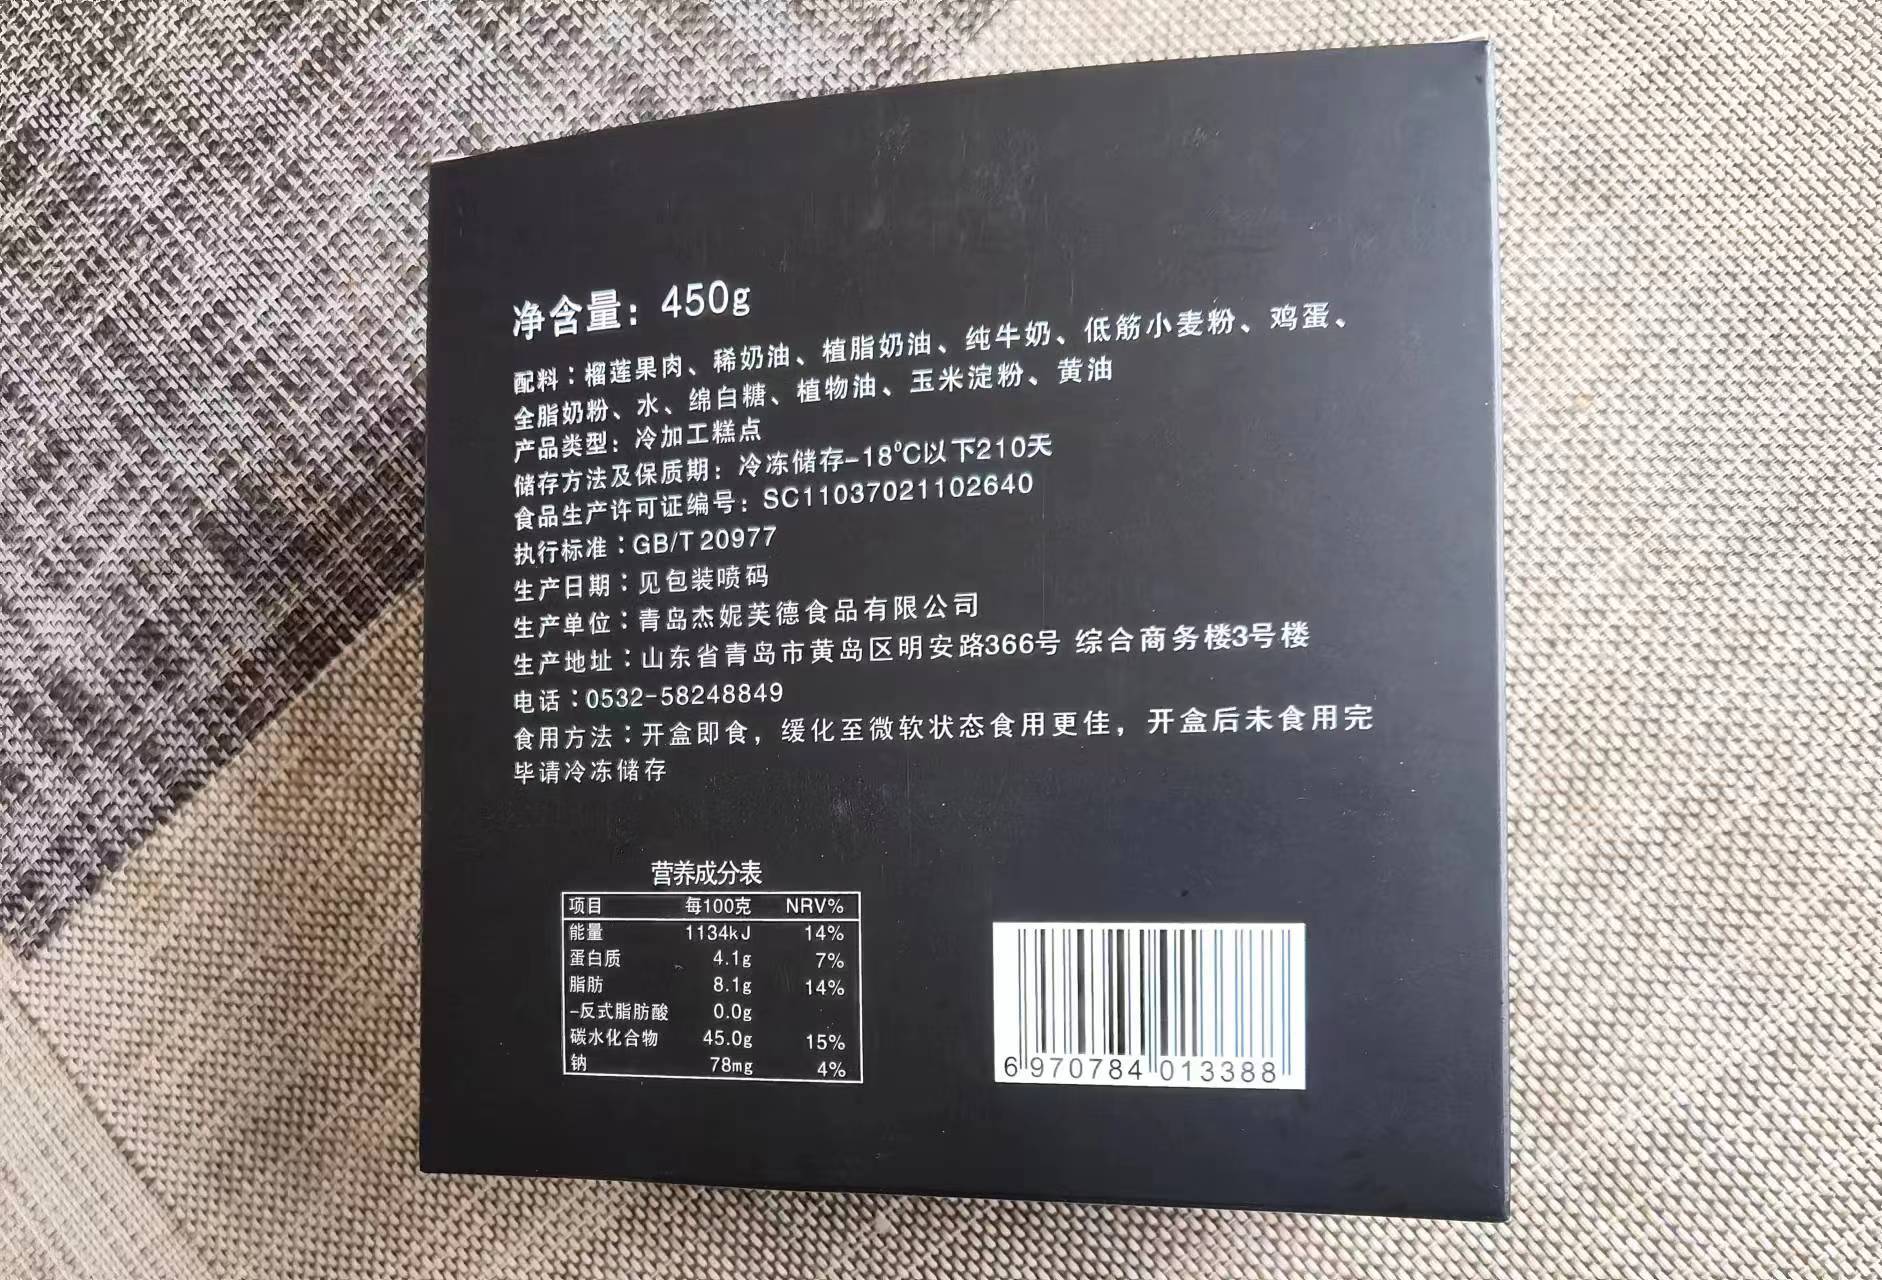 净含量：450g
配料：榴莲果肉、稀奶油、植脂奶油、纯牛奶、低筋小麦粉、鸡蛋、
全脂奶粉、水、绵白糖、植物油、玉米淀粉、黄油
产品类型：冷加工糕点
储存方法及保质期：冷冻储存-18℃以下210天
食品生产许可证编号：SC11037021102640
执行标准：GB/T 20977
生产日期：见包装喷码
生产单位：青岛杰妮芙德食品有限公司
生产地址：山东省青岛市黄岛区明安路366号 综合商务楼3号楼
电话：0532-58248849
食用方法：开盒即食，缓化至微软状态食用更佳，开盒后未食用完
毕请冷冻储存
营养成分表
项目 每100克 NRV%
能量 1134kJ 14%
蛋白质 4.1g 7%
脂肪 8.1g 14%
-反式脂肪酸 0.0g
碳水化合物 45.0g 15%
钠 78mg 4%
6 970784 013388